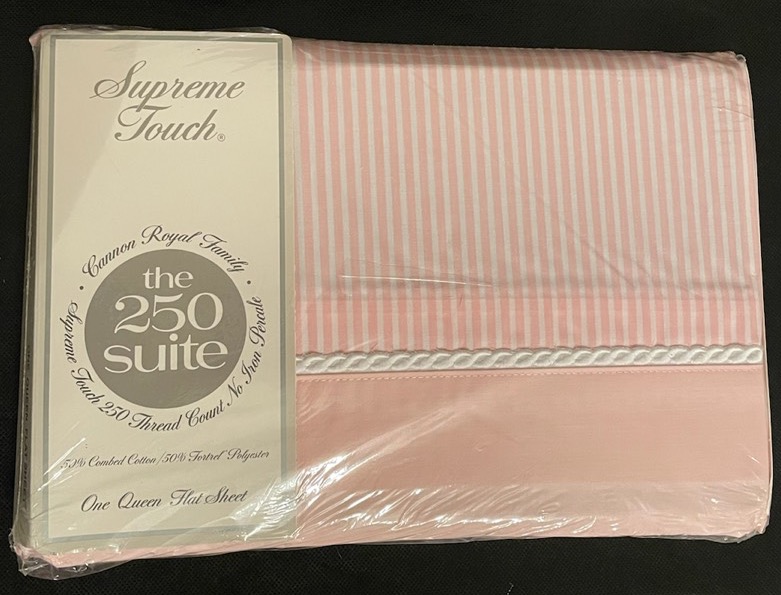 Supreme
Touch®
Cannon Royal Family
the
250
suite
• Supreme Touch 250 Thread Count No Iron Percale •
50% Combed Cotton/50% Fortrel® Polyester
One Queen Flat Sheet